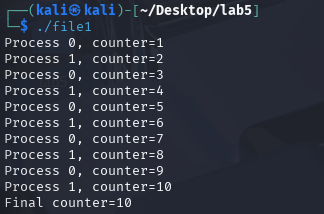 ┌──(kali㉿kali)-[~/Desktop/lab5]
└─$ ./file1
Process 0, counter=1
Process 1, counter=2
Process 0, counter=3
Process 1, counter=4
Process 0, counter=5
Process 1, counter=6
Process 0, counter=7
Process 1, counter=8
Process 0, counter=9
Process 1, counter=10
Final counter=10